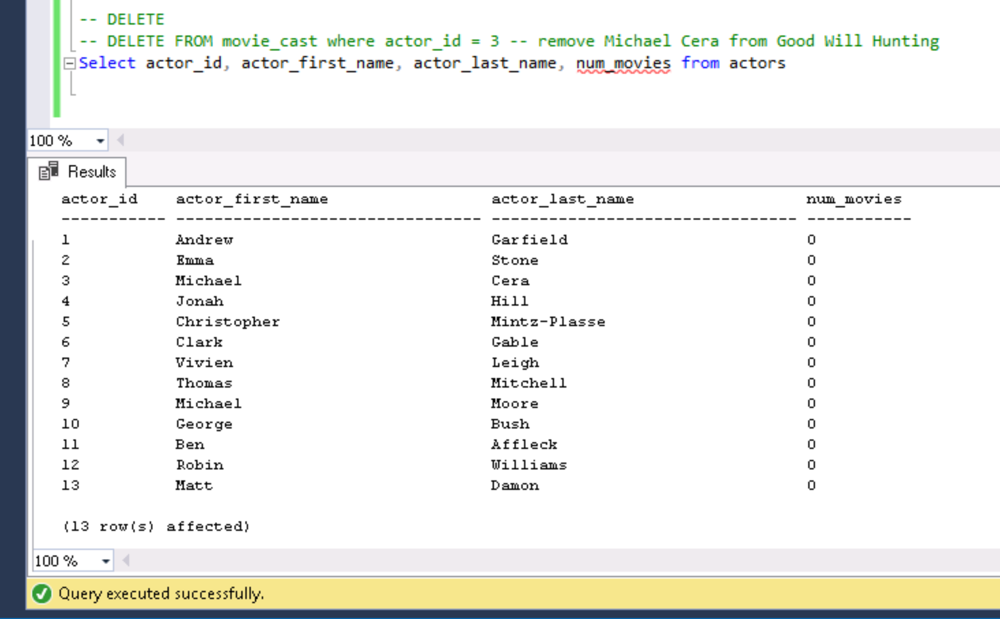 -- DELETE
-- DELETE FROM movie_cast where actor_id = 3 -- remove Michael Cera from Good Will Hunting
Select actor_id, actor_first_name, actor_last_name, num_movies from actors
100 %
Results
actor_id actor_first_name actor_last_name num_movies
----------- -------------------------------- -------------------------------- -----------
1 Andrew Garfield 0
2 Emma Stone 0
3 Michael Cera 0
4 Jonah Hill 0
5 Christopher Mintz-Plasse 0
6 Clark Gable 0
7 Vivien Leigh 0
8 Thomas Mitchell 0
9 Michael Moore 0
10 George Bush 0
11 Ben Affleck 0
12 Robin Williams 0
13 Matt Damon 0
(13 row(s) affected)
100 %
Query executed successfully.